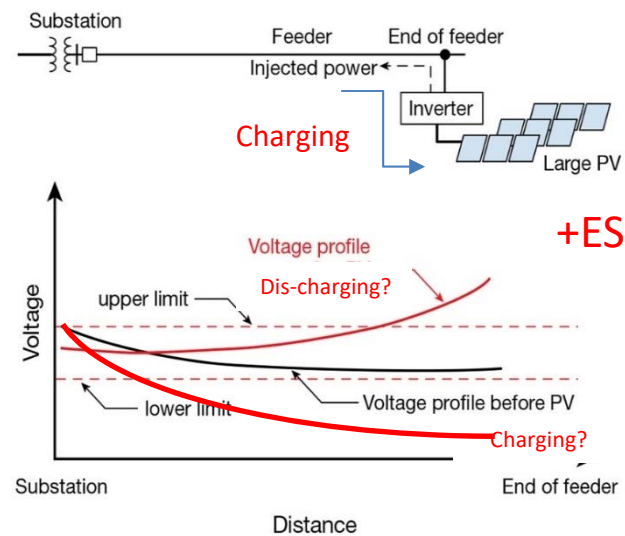 Substation
Feeder
End of feeder
Injected power
Inverter
Charging
Large PV
+ES
Voltage profile
Dis-charging?
upper limit
Voltage
lower limit
Voltage profile before PV
Charging?
Substation
End of feeder
Distance